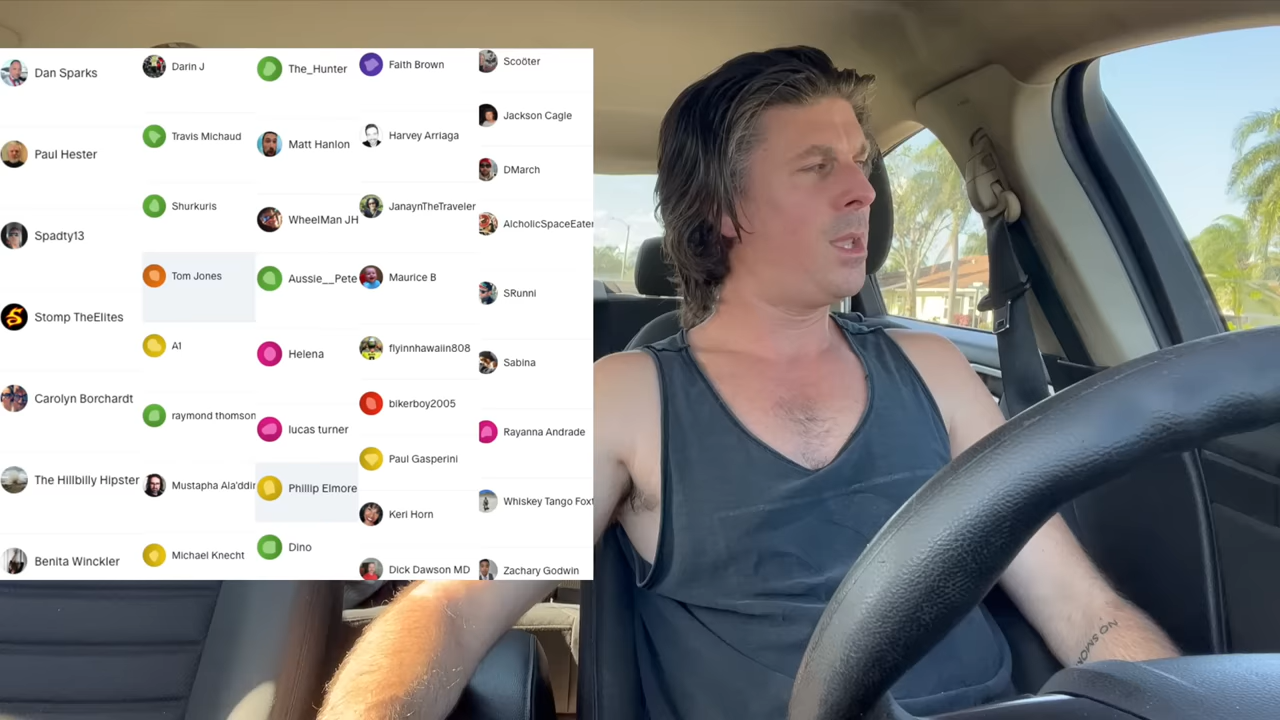 Dan Sparks
Paul Hester
Spadty13
Stomp TheElites
Carolyn Borchardt
The Hillbilly Hipster
Benita Winckler
Darin J
Travis Michaud
Shurkuris
Tom Jones
A1
raymond thomson
Mustapha Ala'ddin
Michael Knecht
The_Hunter
Matt Hanlon
WheelMan JH
Aussie__Pete
Helena
lucas turner
Phillip Elmore
Dino
Faith Brown
Harvey Arriaga
JanaynTheTraveler
Maurice B
flyinnhawaiin808
bikerboy2005
Paul Gasperini
Keri Horn
Dick Dawson MD
Scoöter
Jackson Cagle
DMarch
AlcholicSpaceEater
SRunni
Sabina
Rayanna Andrade
Whiskey Tango Foxt
Zachary Godwin
NO SMOK